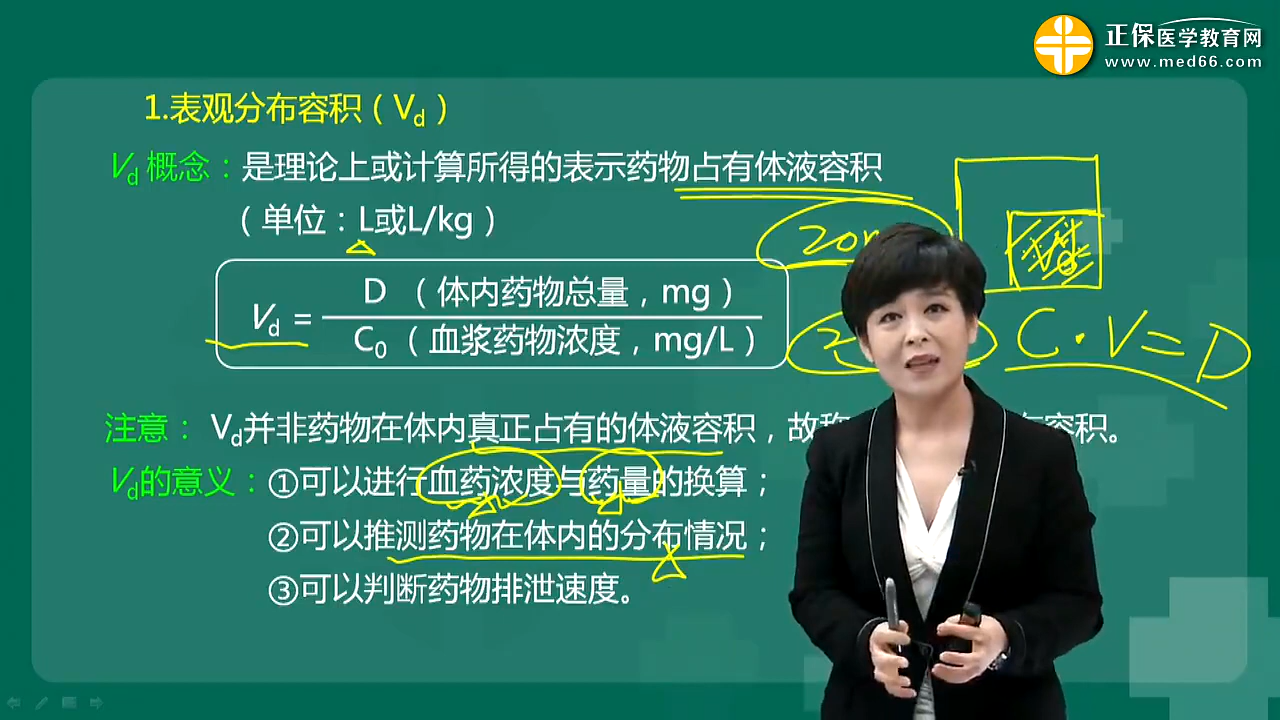 正保医学教育网
www.med66.com
1.表观分布容积（Vd）
Vd 概念：是理论上或计算所得的表示药物占有体液容积
（单位：L或L/kg）
Vd =
D （体内药物总量，mg）
C0 （血浆药物浓度，mg/L）
C·V=D
注意： Vd并非药物在体内真正占有的体液容积，故称
容积。
Vd的意义：①可以进行血药浓度与药量的换算；
②可以推测药物在体内的分布情况；
③可以判断药物排泄速度。